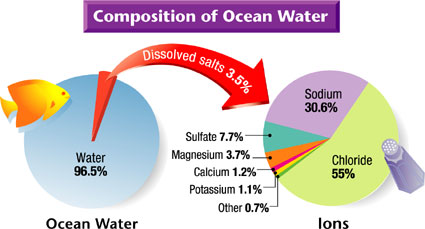 Composition of Ocean Water
Dissolved salts 3.5%
Water
96.5%
Ocean Water
Sodium
30.6%
Sulfate 7.7%
Magnesium 3.7%
Calcium 1.2%
Potassium 1.1%
Other 0.7%
Chloride
55%
Ions